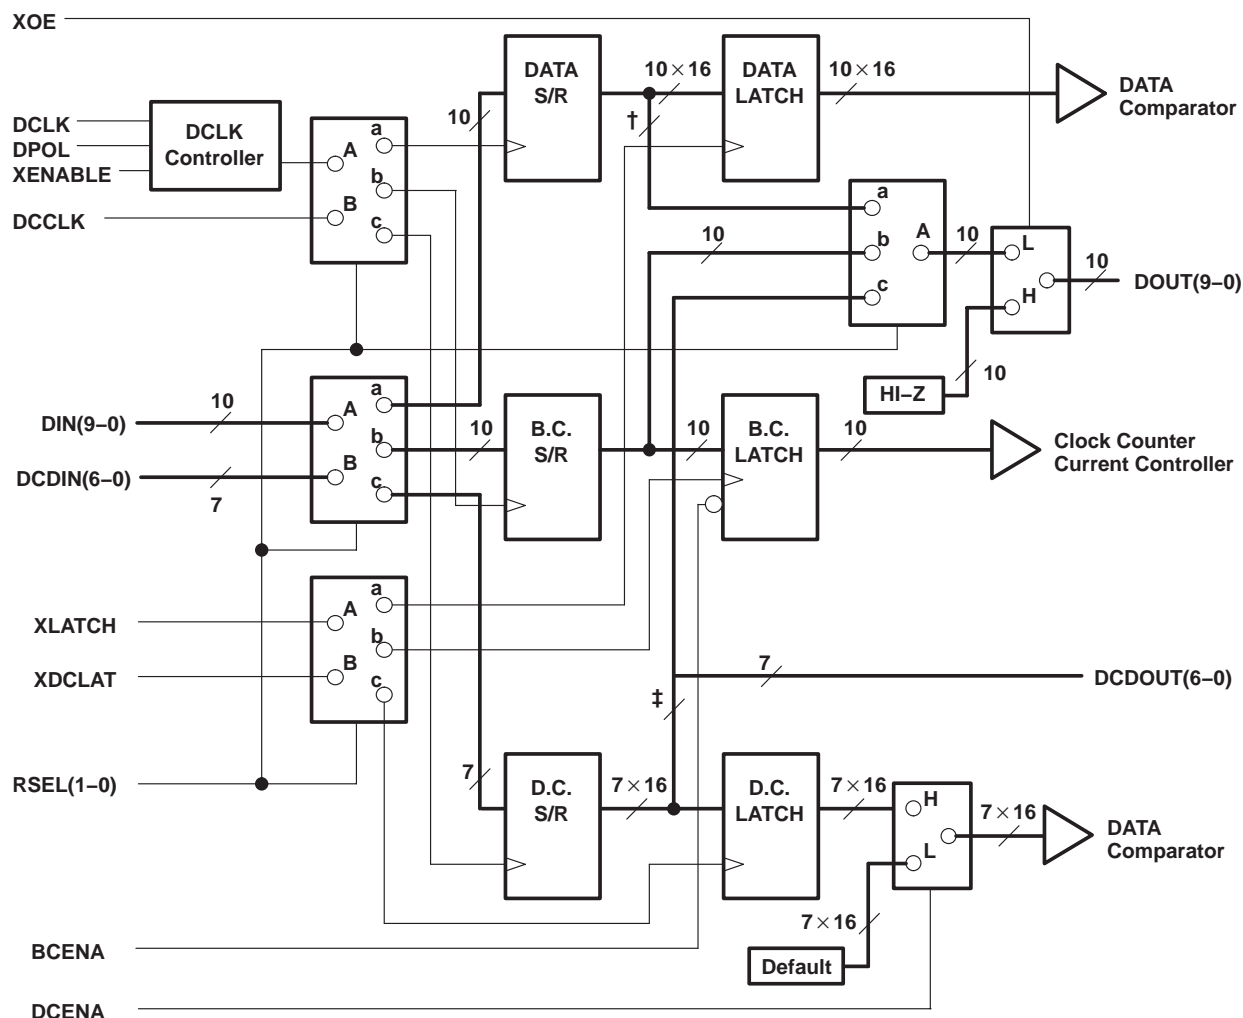 XOE
DATA
S/R
10
10×16
†
DATA
LATCH
10×16
DATA
Comparator
DCLK
DPOL
XENABLE
DCCLK
DCLK
Controller
A
B
a
b
c
a
b
c
A
10
10
L
H
10
DOUT(9–0)
HI–Z
10
DIN(9–0)
10
DCDIN(6–0)
7
A
B
a
b
c
10
B.C.
S/R
10
B.C.
LATCH
10
Clock Counter
Current Controller
XLATCH
XDCLAT
A
B
a
b
c
7
DCDOUT(6–0)
‡
RSEL(1–0)
7
D.C.
S/R
7×16
D.C.
LATCH
7×16
H
L
7×16
DATA
Comparator
7×16
Default
BCENA
DCENA